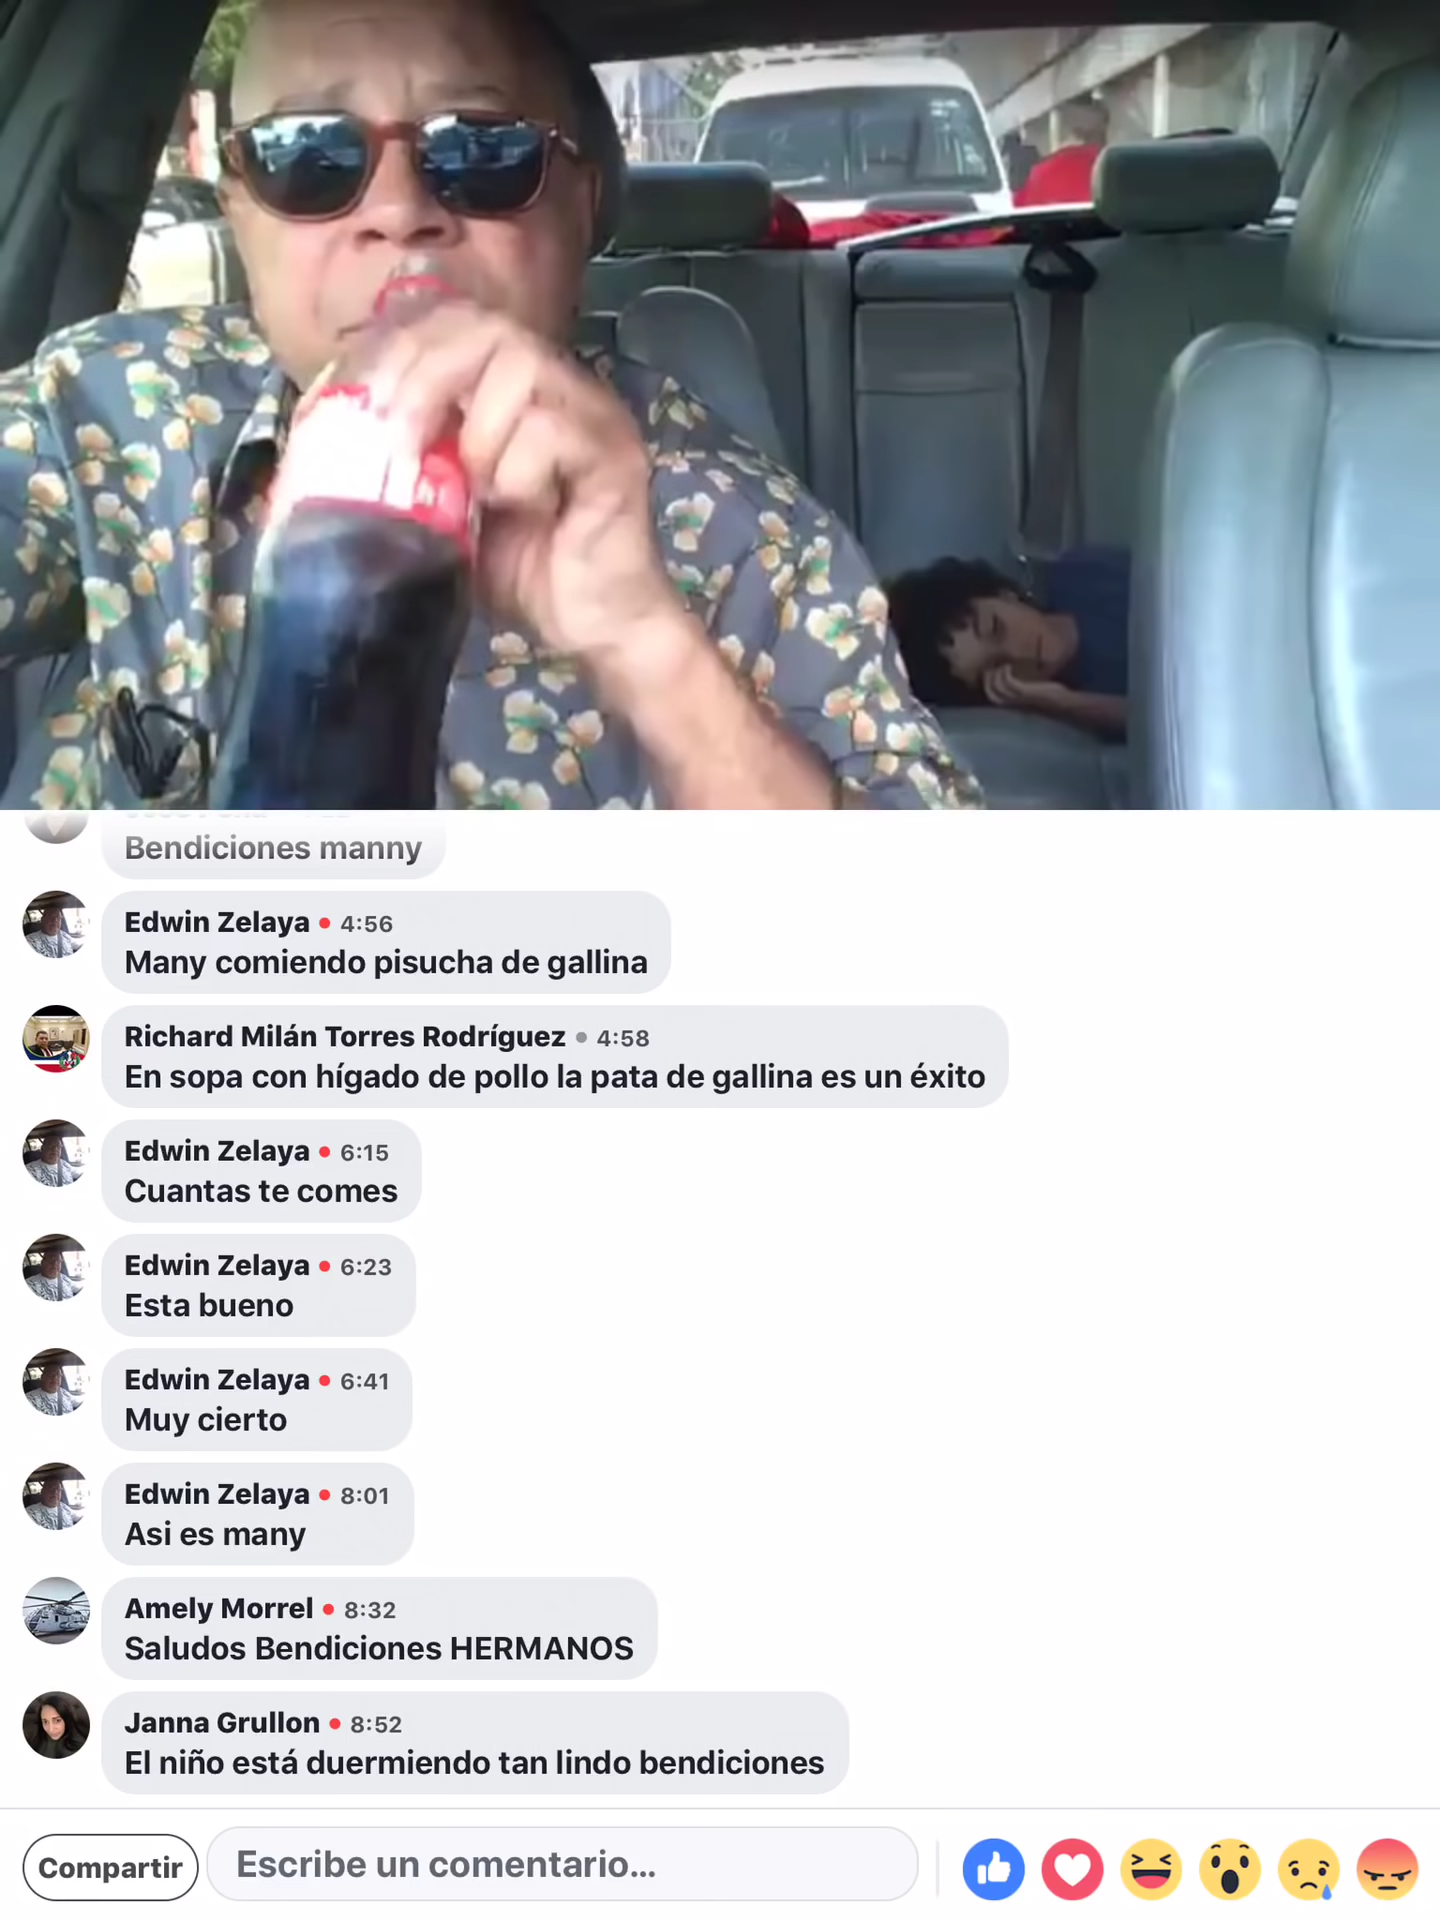 Bendiciones manny
Edwin Zelaya • 4:56
Many comiendo pisucha de gallina
Richard Milán Torres Rodríguez • 4:58
En sopa con hígado de pollo la pata de gallina es un éxito
Edwin Zelaya • 6:15
Cuantas te comes
Edwin Zelaya • 6:23
Esta bueno
Edwin Zelaya • 6:41
Muy cierto
Edwin Zelaya • 8:01
Asi es many
Amely Morrel • 8:32
Saludos Bendiciones HERMANOS
Janna Grullon • 8:52
El niño está duermiendo tan lindo bendiciones
Compartir
Escribe un comentario...